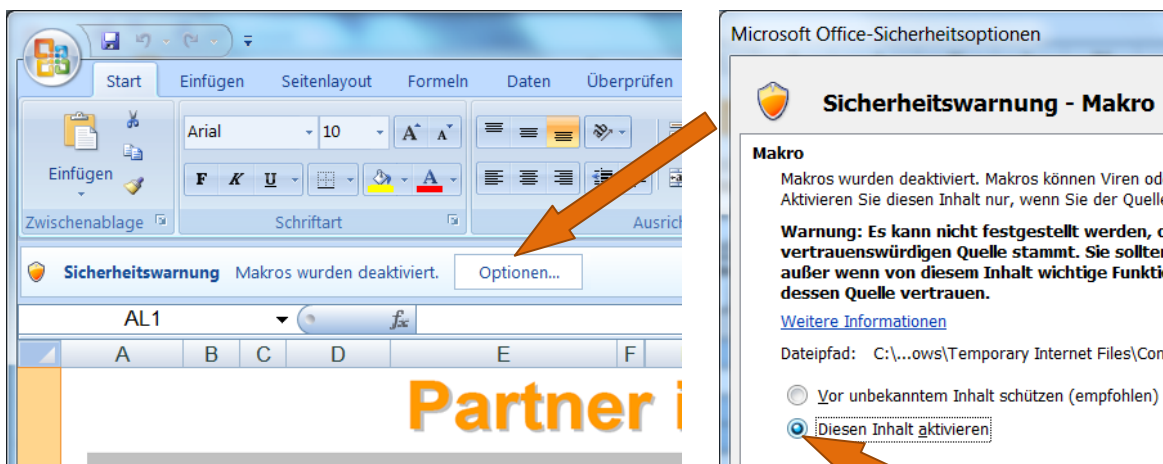 Start Einfügen Seitenlayout Formeln Daten Überprüfen
Arial 10 A A
Einfügen
F K U A
Zwischenablage Schriftart Ausric
Sicherheitswarnung Makros wurden deaktiviert. Optionen...
AL1 fx
A B C D E F
Partner i
Microsoft Office-Sicherheitsoptionen
Sicherheitswarnung - Makro
Makro
Makros wurden deaktiviert. Makros können Viren od
Aktivieren Sie diesen Inhalt nur, wenn Sie der Quelle
Warnung: Es kann nicht festgestellt werden, o
vertrauenswürdigen Quelle stammt. Sie sollten
außer wenn von diesem Inhalt wichtige Funkti
dessen Quelle vertrauen.
Weitere Informationen
Dateipfad: C:\...ows\Temporary Internet Files\Con
Vor unbekanntem Inhalt schützen (empfohlen)
Diesen Inhalt aktivieren